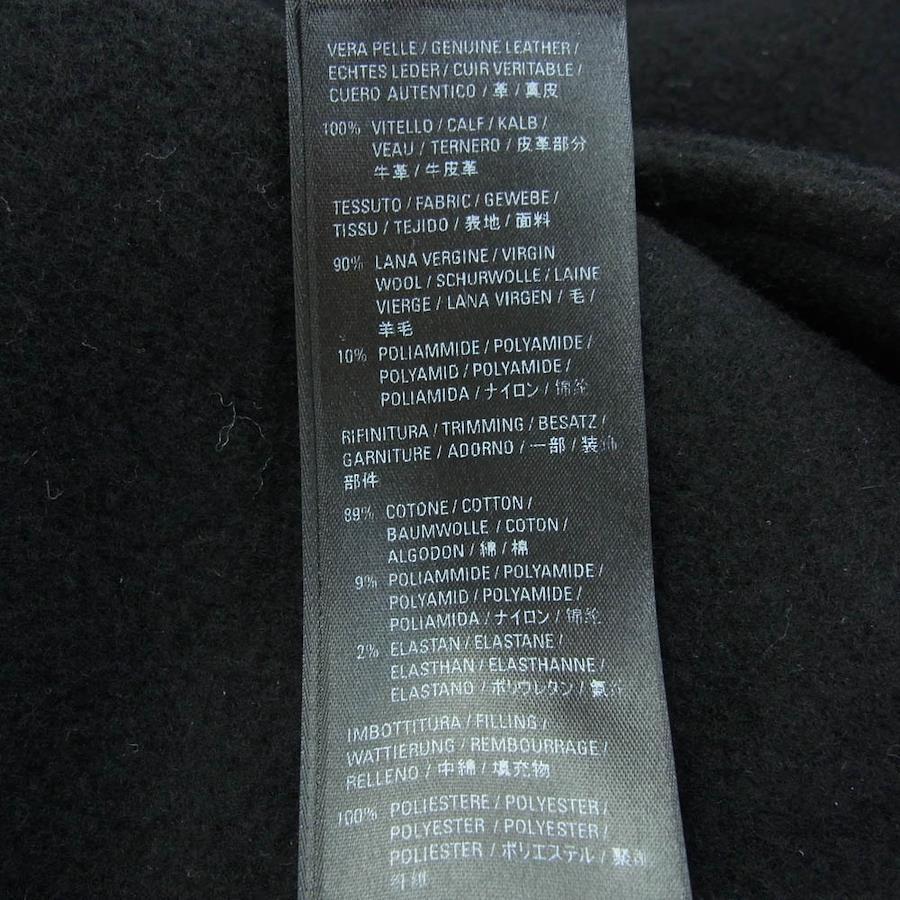 VERA PELLE / GENUINE LEATHER /
ECHTES LEDER / CUIR VERITABLE /
CUERO AUTENTICO / 革 / 真皮
100% VITELLO / CALF / KALB /
VEAU / TERNERO / 皮革部分
牛革 / 牛皮革
TESSUTO / FABRIC / GEWEBE /
TISSU / TEJIDO / 表地 / 面料
90% LANA VERGINE / VIRGIN
WOOL / SCHURWOLLE / LAINE
VIERGE / LANA VIRGEN / 毛 /
羊毛
10% POLIAMMIDE / POLYAMIDE /
POLYAMID / POLYAMIDE /
POLIAMIDA / ナイロン / 锦纶
RIFINITURA / TRIMMING / BESATZ /
GARNITURE / ADORNO / 一部 / 装饰
部件
89% COTONE / COTTON /
BAUMWOLLE / COTON /
ALGODON / 綿 / 棉
9% POLIAMMIDE / POLYAMIDE /
POLYAMID / POLYAMIDE /
POLIAMIDA / ナイロン / 锦纶
2% ELASTAN / ELASTANE /
ELASTHAN / ELASTHANNE /
ELASTANO / ポリウレタン /
IMBOTTITURA / FILLING /
WATTIERUNG / REMBOURRAGE /
RELLENO / 中綿 / 填充物
100% POLIESTERE / POLYESTER /
POLYESTER / POLYESTER /
POLIESTER / ポリエステル /
纤维